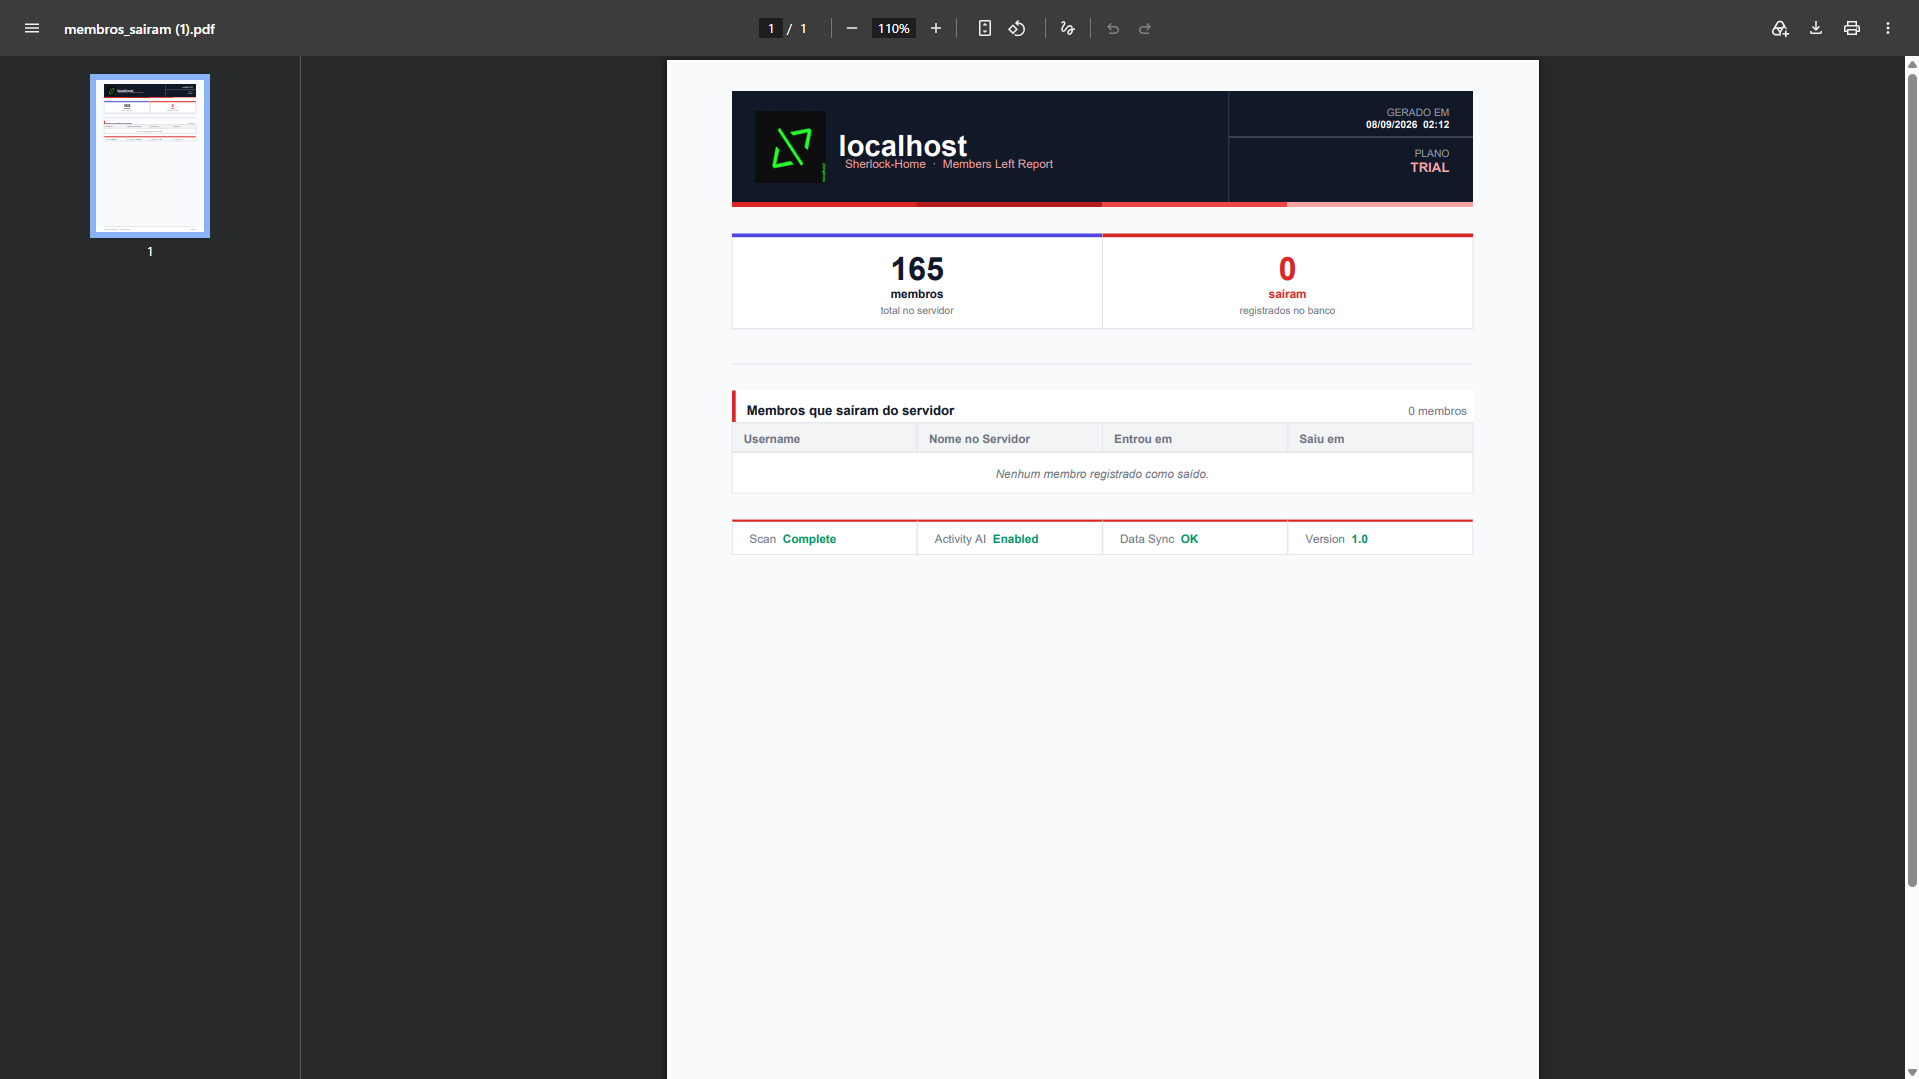 membros_sairam (1).pdf
1 / 1
110%
1
localhost
localhost
Sherlock-Home · Members Left Report
GERADO EM
08/09/2026 02:12
PLANO
TRIAL
165
membros
total no servidor
0
saíram
registrados no banco
Membros que saíram do servidor
0 membros
Username Nome no Servidor Entrou em Saiu em
Nenhum membro registrado como saído.
Scan Complete Activity AI Enabled Data Sync OK Version 1.0